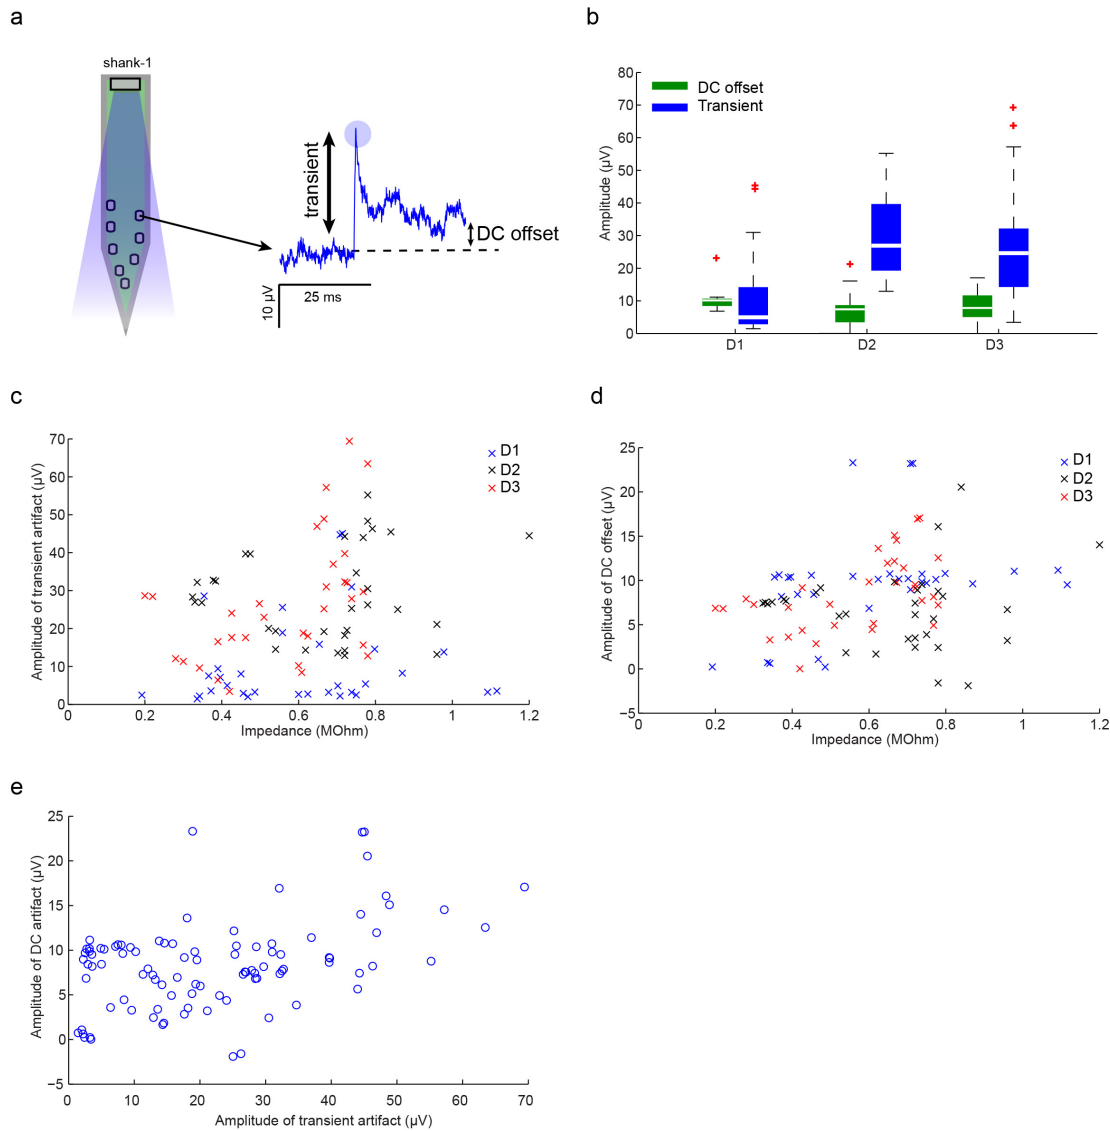 a
shank-1
transient
DC offset
10 µV
25 ms
b
80
70
60
50
40
30
20
10
0
Amplitude (µV)
DC offset
Transient
D1
D2
D3
c
70
60
50
40
30
20
10
0
Amplitude of transient artifact (µV)
D1
D2
D3
0
0.2
0.4
0.6
0.8
1
1.2
Impedance (MOhm)
d
25
20
15
10
5
0
−5
Amplitude of DC offset (µV)
D1
D2
D3
0
0.2
0.4
0.6
0.8
1
1.2
Impedance (MOhm)
e
25
20
15
10
5
0
−5
Amplitude of DC artifact (µV)
0
10
20
30
40
50
60
70
Amplitude of transient artifact (µV)